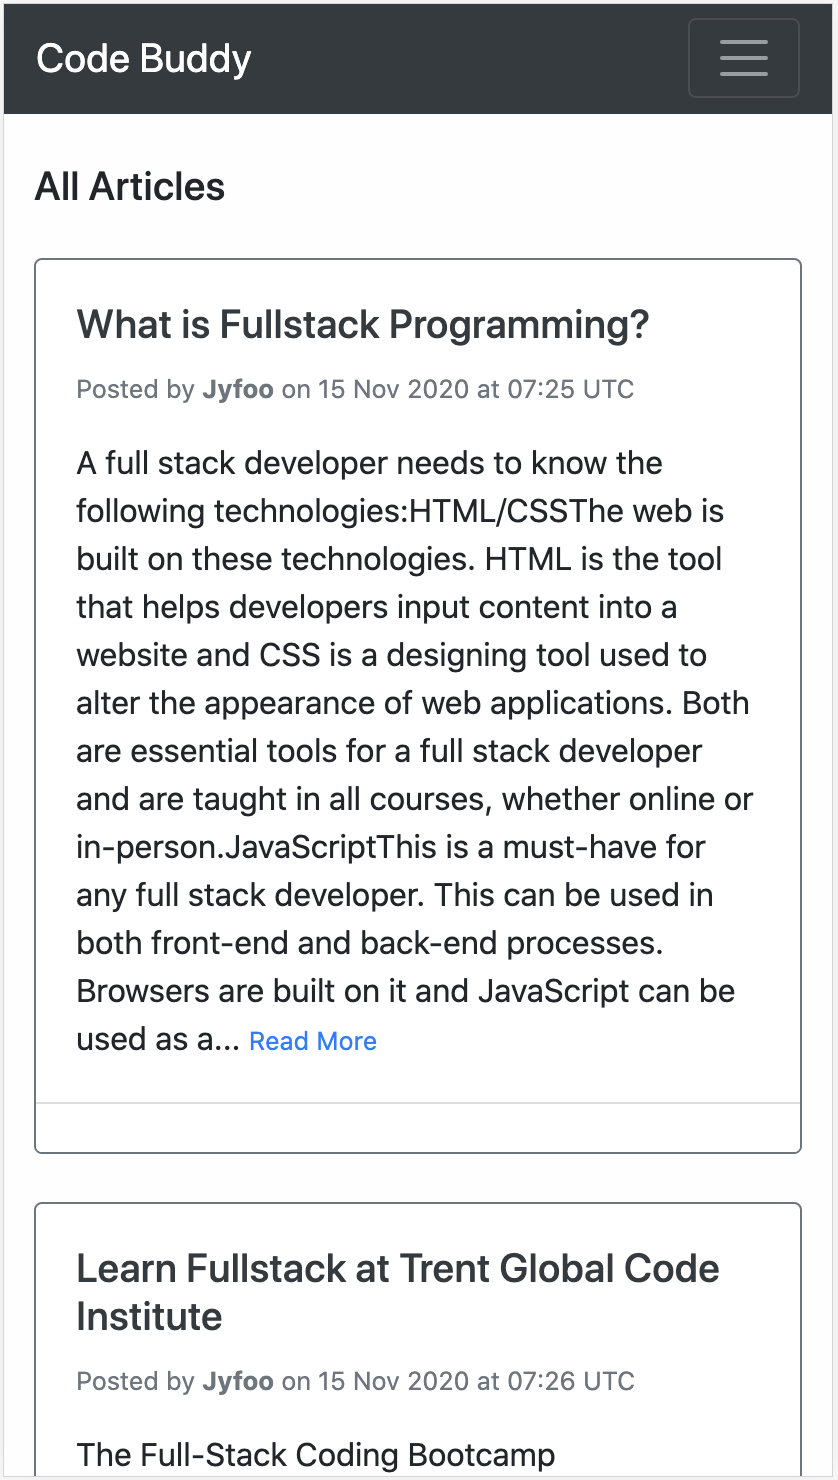 Code Buddy
All Articles
What is Fullstack Programming?
Posted by Jyfoo on 15 Nov 2020 at 07:25 UTC
A full stack developer needs to know the
following technologies:HTML/CSSThe web is
built on these technologies. HTML is the tool
that helps developers input content into a
website and CSS is a designing tool used to
alter the appearance of web applications. Both
are essential tools for a full stack developer
and are taught in all courses, whether online or
in-person.JavaScriptThis is a must-have for
any full stack developer. This can be used in
both front-end and back-end processes.
Browsers are built on it and JavaScript can be
used as a... Read More
Learn Fullstack at Trent Global Code
Institute
Posted by Jyfoo on 15 Nov 2020 at 07:26 UTC
The Full-Stack Coding Bootcamp